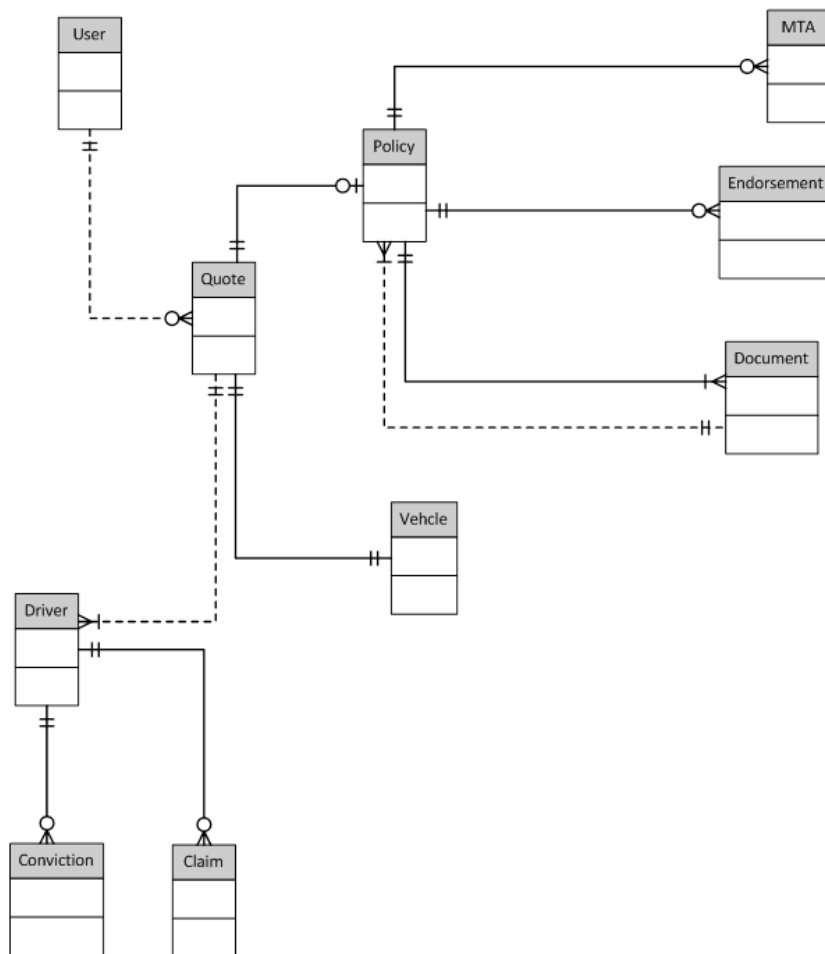 User
MTA
Policy
Endorsement
Quote
Document
Vehcle
Driver
Conviction
Claim